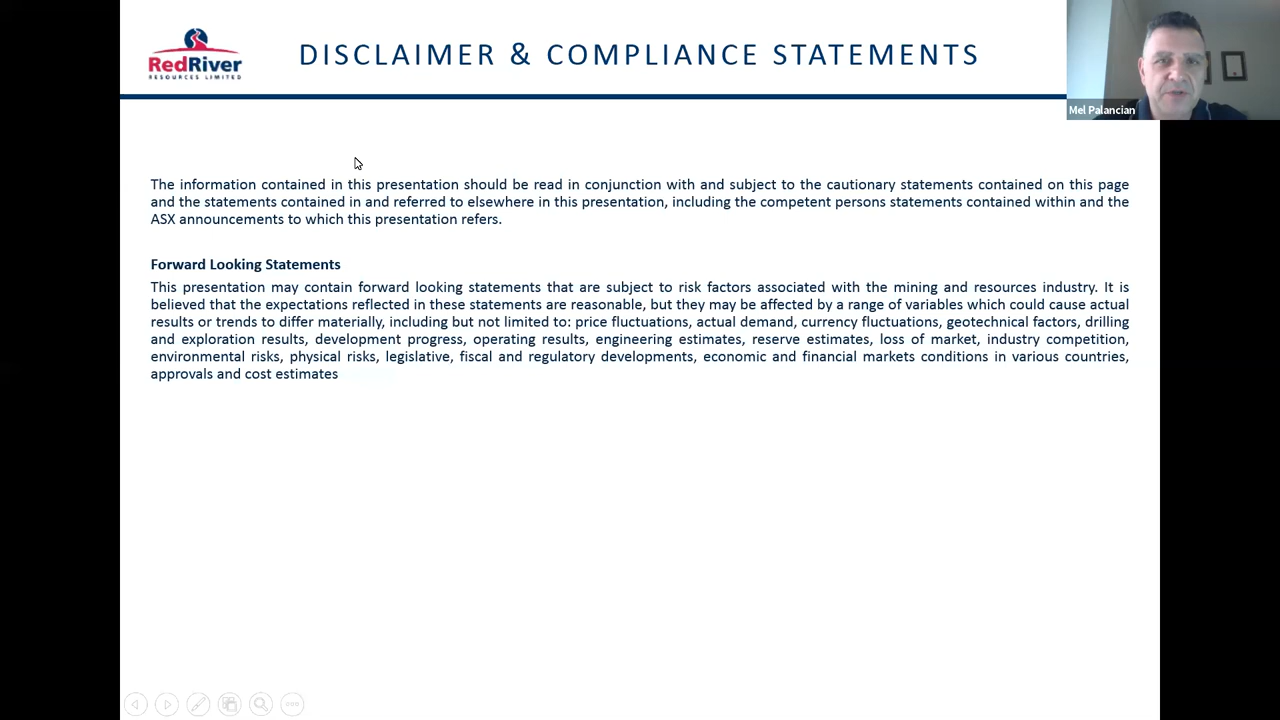 RedRiver
RESOURCES LIMITED
DISCLAIMER & COMPLIANCE STATEMENTS
Mel Palancian
The information contained in this presentation should be read in conjunction with and subject to the cautionary statements contained on this page
and the statements contained in and referred to elsewhere in this presentation, including the competent persons statements contained within and the
ASX announcements to which this presentation refers.
Forward Looking Statements
This presentation may contain forward looking statements that are subject to risk factors associated with the mining and resources industry. It is
believed that the expectations reflected in these statements are reasonable, but they may be affected by a range of variables which could cause actual
results or trends to differ materially, including but not limited to: price fluctuations, actual demand, currency fluctuations, geotechnical factors, drilling
and exploration results, development progress, operating results, engineering estimates, reserve estimates, loss of market, industry competition,
environmental risks, physical risks, legislative, fiscal and regulatory developments, economic and financial markets conditions in various countries,
approvals and cost estimates